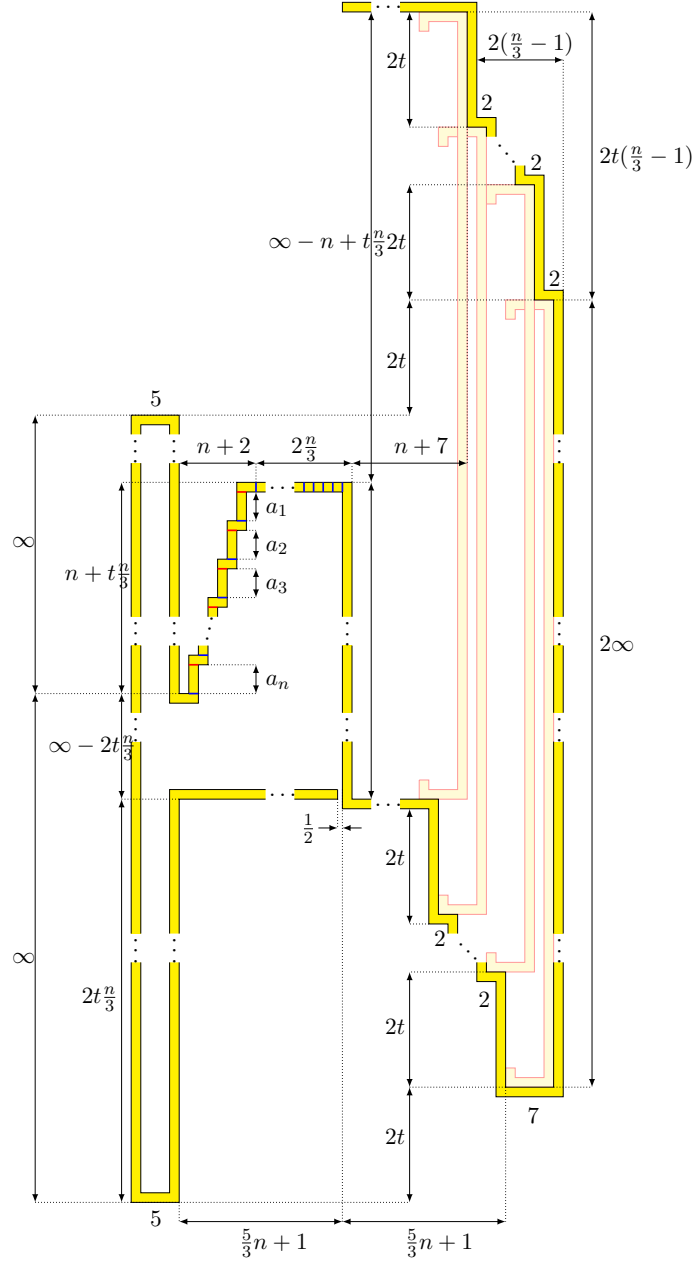 2(n/3 − 1)
2t
2
2t(n/3 − 1)
2
∞ − n + t n/3
2t
2
2t
5
n + 2
2 n/3
n + 7
a₁
∞
a₂
n + t n/3
a₃
2∞
aₙ
∞ − 2t n/3
1/2
2t
2
∞
2t n/3
2
2t
7
2t
5
5/3 n + 1
5/3 n + 1